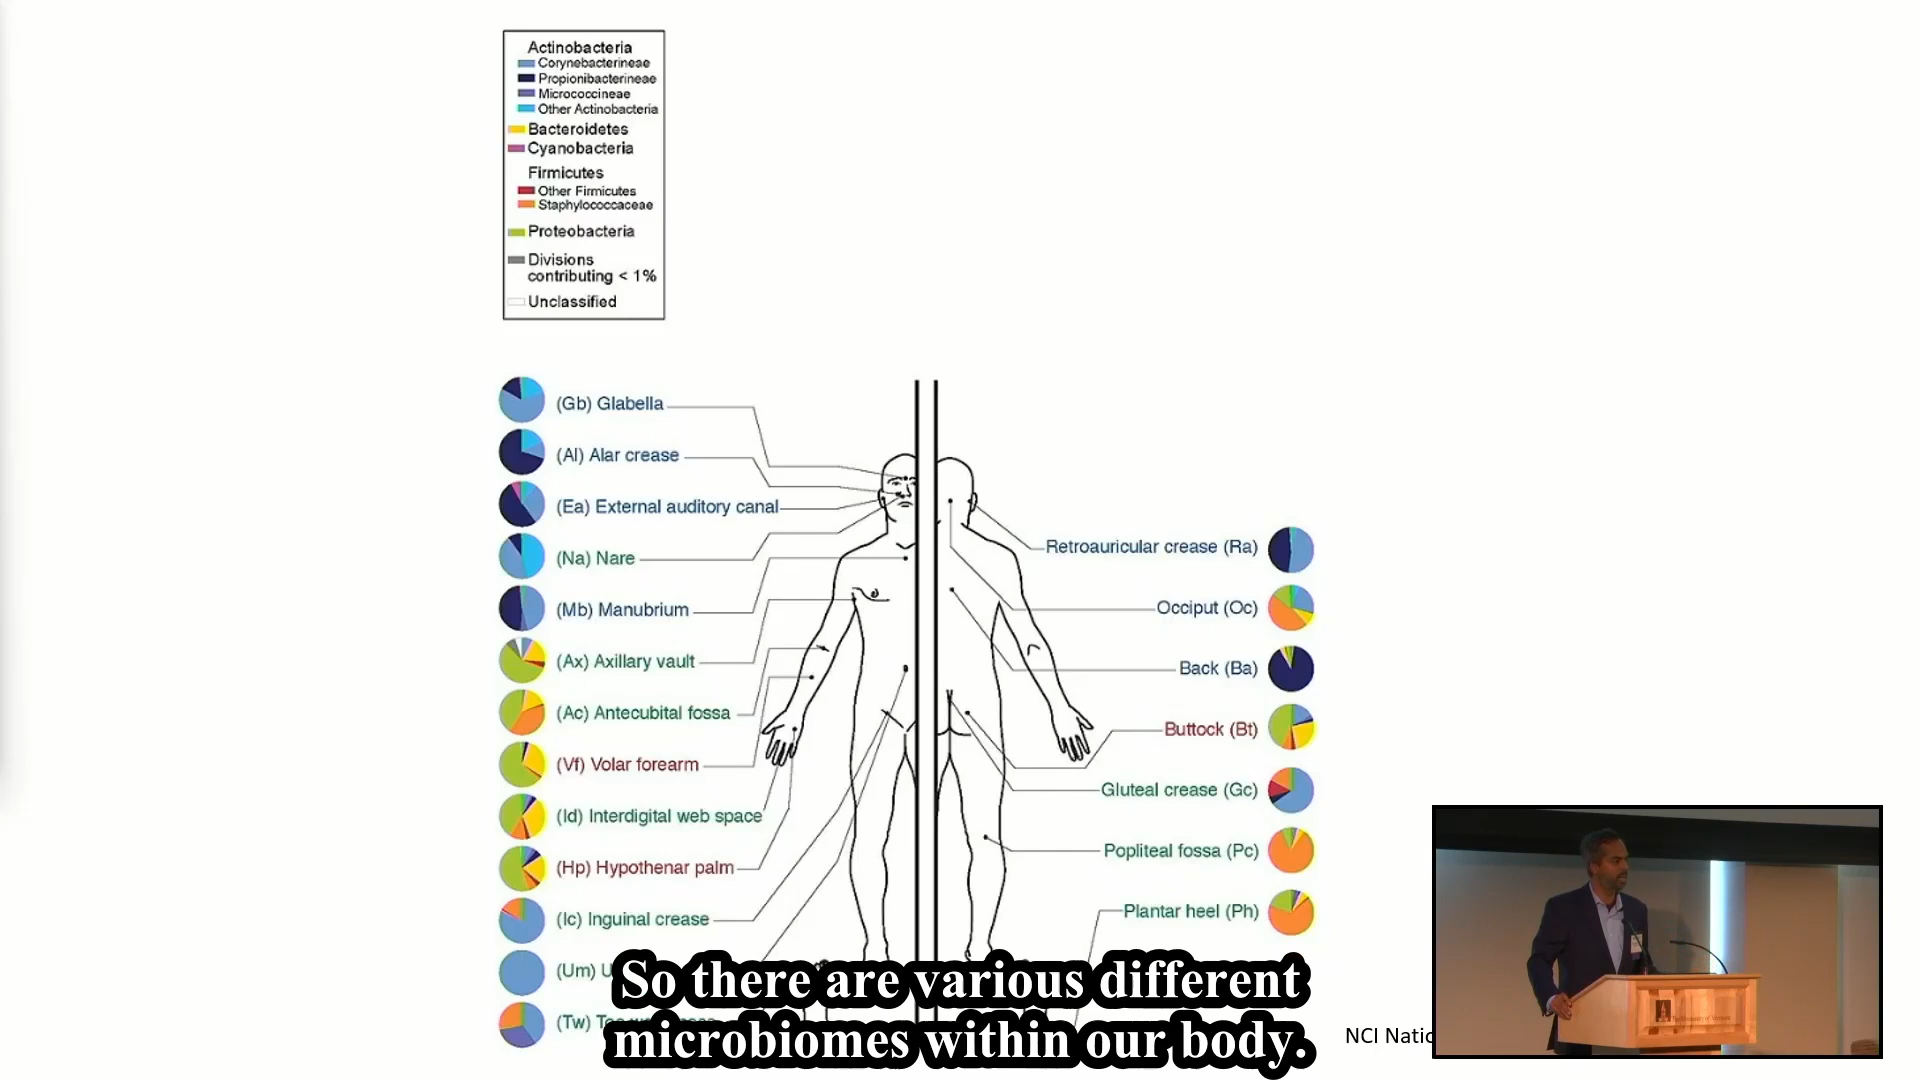 Actinobacteria
Corynebacterineae
Propionibacterineae
Micrococcineae
Other Actinobacteria
Bacteroidetes
Cyanobacteria
Firmicutes
Other Firmicutes
Staphylococcaceae
Proteobacteria
Divisions
contributing < 1%
Unclassified
(Gb) Glabella
(Al) Alar crease
(Ea) External auditory canal
(Na) Nare
(Mb) Manubrium
(Ax) Axillary vault
(Ac) Antecubital fossa
(Vf) Volar forearm
(Id) Interdigital web space
(Hp) Hypothenar palm
(Ic) Inguinal crease
(Um)
(Tw)
Retroauricular crease (Ra)
Occiput (Oc)
Back (Ba)
Buttock (Bt)
Gluteal crease (Gc)
Popliteal fossa (Pc)
Plantar heel (Ph)
So there are various different
microbiomes within our body.
NCI
The University of Vermont